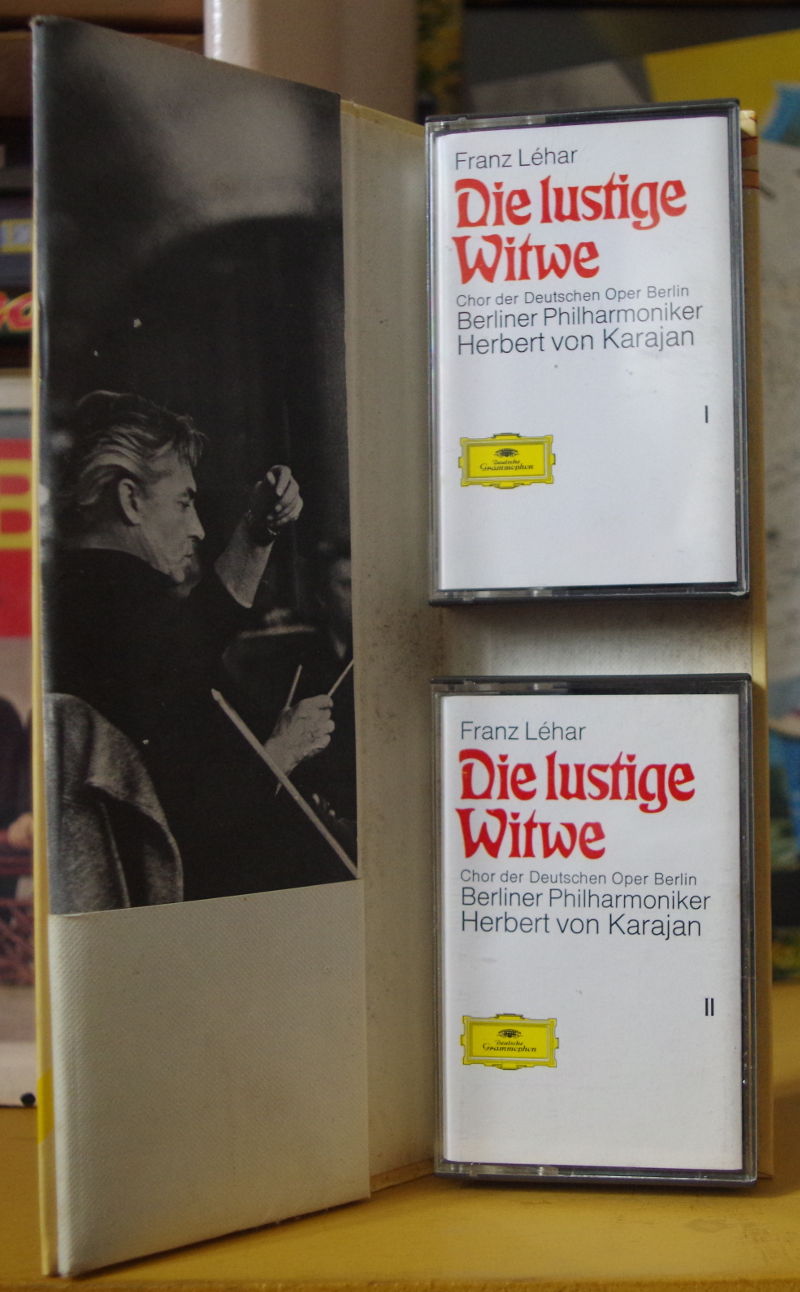 Franz Léhar
Die lustige
Witwe
Chor der Deutschen Oper Berlin
Berliner Philharmoniker
Herbert von Karajan
I
Deutsche
Grammophon
Franz Léhar
Die lustige
Witwe
Chor der Deutschen Oper Berlin
Berliner Philharmoniker
Herbert von Karajan
II
Deutsche
Grammophon